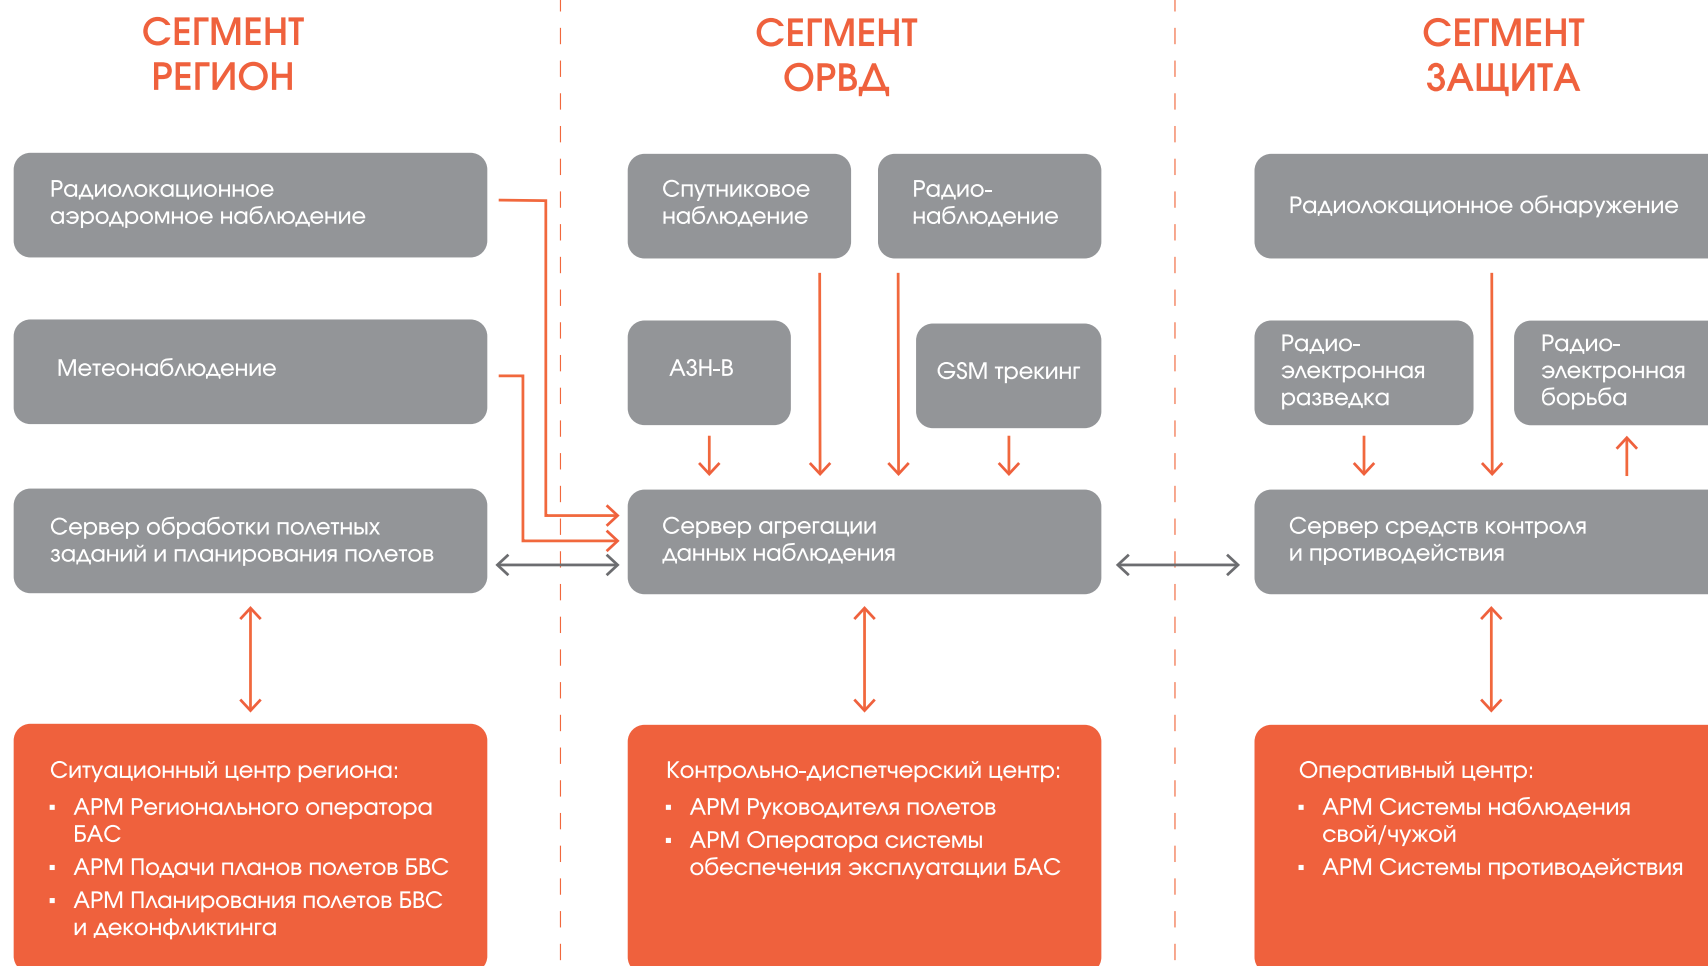 СЕГМЕНТ
РЕГИОН
СЕГМЕНТ
ОРВД
СЕГМЕНТ
ЗАЩИТА
Радиолокационное
аэродромное наблюдение
Спутниковое
наблюдение
Радио-
наблюдение
Радиолокационное обнаружение
Метеонаблюдение
АЗН-В
GSM трекинг
Радио-
электронная
разведка
Радио-
электронная
борьба
Сервер обработки полетных
заданий и планирования полетов
Сервер агрегации
данных наблюдения
Сервер средств контроля
и противодействия
Ситуационный центр региона:
▪ АРМ Регионального оператора
БАС
▪ АРМ Подачи планов полетов БВС
▪ АРМ Планирования полетов БВС
и деконфликтинга
Контрольно-диспетчерский центр:
▪ АРМ Руководителя полетов
▪ АРМ Оператора системы
обеспечения эксплуатации БАС
Оперативный центр:
▪ АРМ Системы наблюдения
свой/чужой
▪ АРМ Системы противодействия